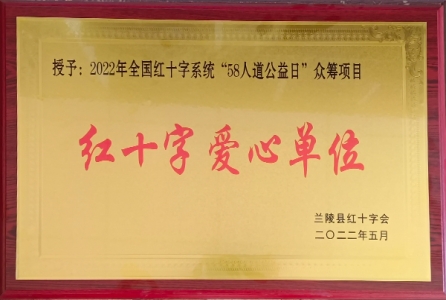 授予：2022年全国红十字系统“58人道公益日”众筹项目
红十字 爱心单位
兰陵县红十字会
二〇二二年五月